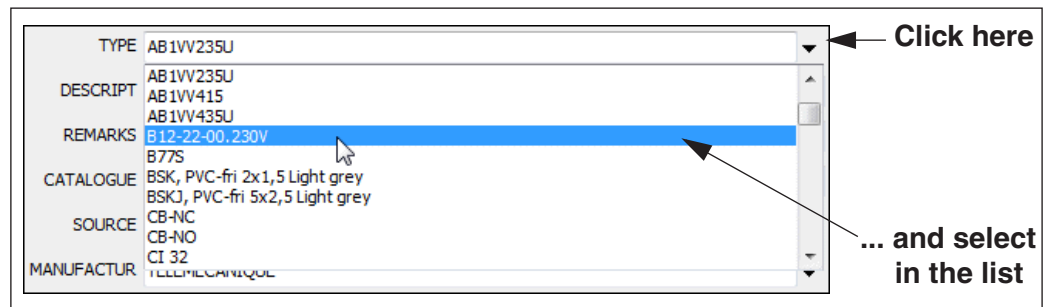 TYPE AB1VV235U
Click here
AB1VV235U
DESCRIPT
AB1VV415
AB1VV435U
REMARKS
B12-22-00.230V
B77S
CATALOGUE
BSK, PVC-fri 2x1,5 Light grey
BSKJ, PVC-fri 5x2,5 Light grey
SOURCE
CB-NC
CB-NO
... and select
CI 32
in the list
MANUFACTUR TELEMECANIQUE